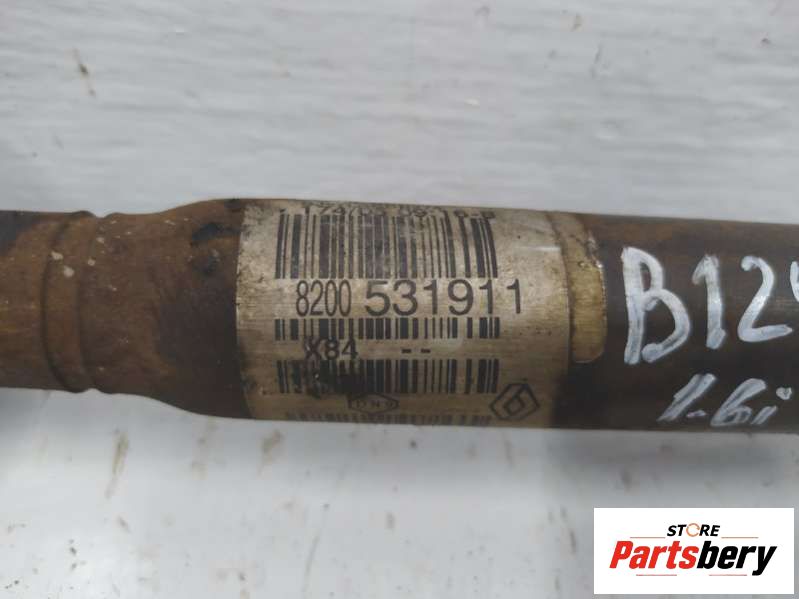 8200 531911
X84 --
B12
1.6i
STORE
Partsbery